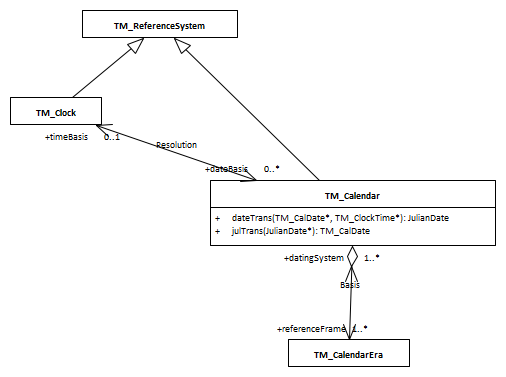 TM_ReferenceSystem
TM_Clock
+timeBasis 0..1
Resolution
+dateBasis 0..*
TM_Calendar
+ dateTrans(TM_CalDate*, TM_ClockTime*): JulianDate
+ julTrans(JulianDate*): TM_CalDate
+datingSystem 1..*
Basis
+referenceFrame 1..*
TM_CalendarEra